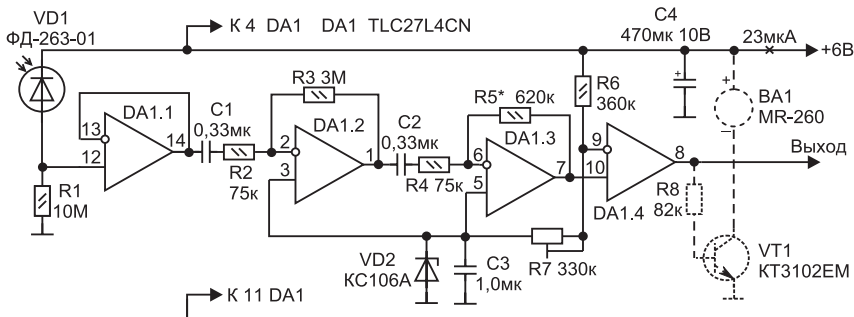 VD1
ФД-263-01
К 4 DA1 DA1 TLC27L4CN
C4
470мк 10В
23мкА
+6В
R3 3М
R5* 620к
R6
360к
BA1
MR-260
DA1.1
C1
0,33мк
DA1.2
C2
0,33мк
DA1.3
13
14
12
2
3
1
6
5
7
9
10
8
Выход
R1
10М
R2
75к
R4 75к
DA1.4
R8
82к
VD2
КС106А
C3
1,0мк
R7 330к
VT1
КТ3102ЕМ
К 11 DA1
+
+
–